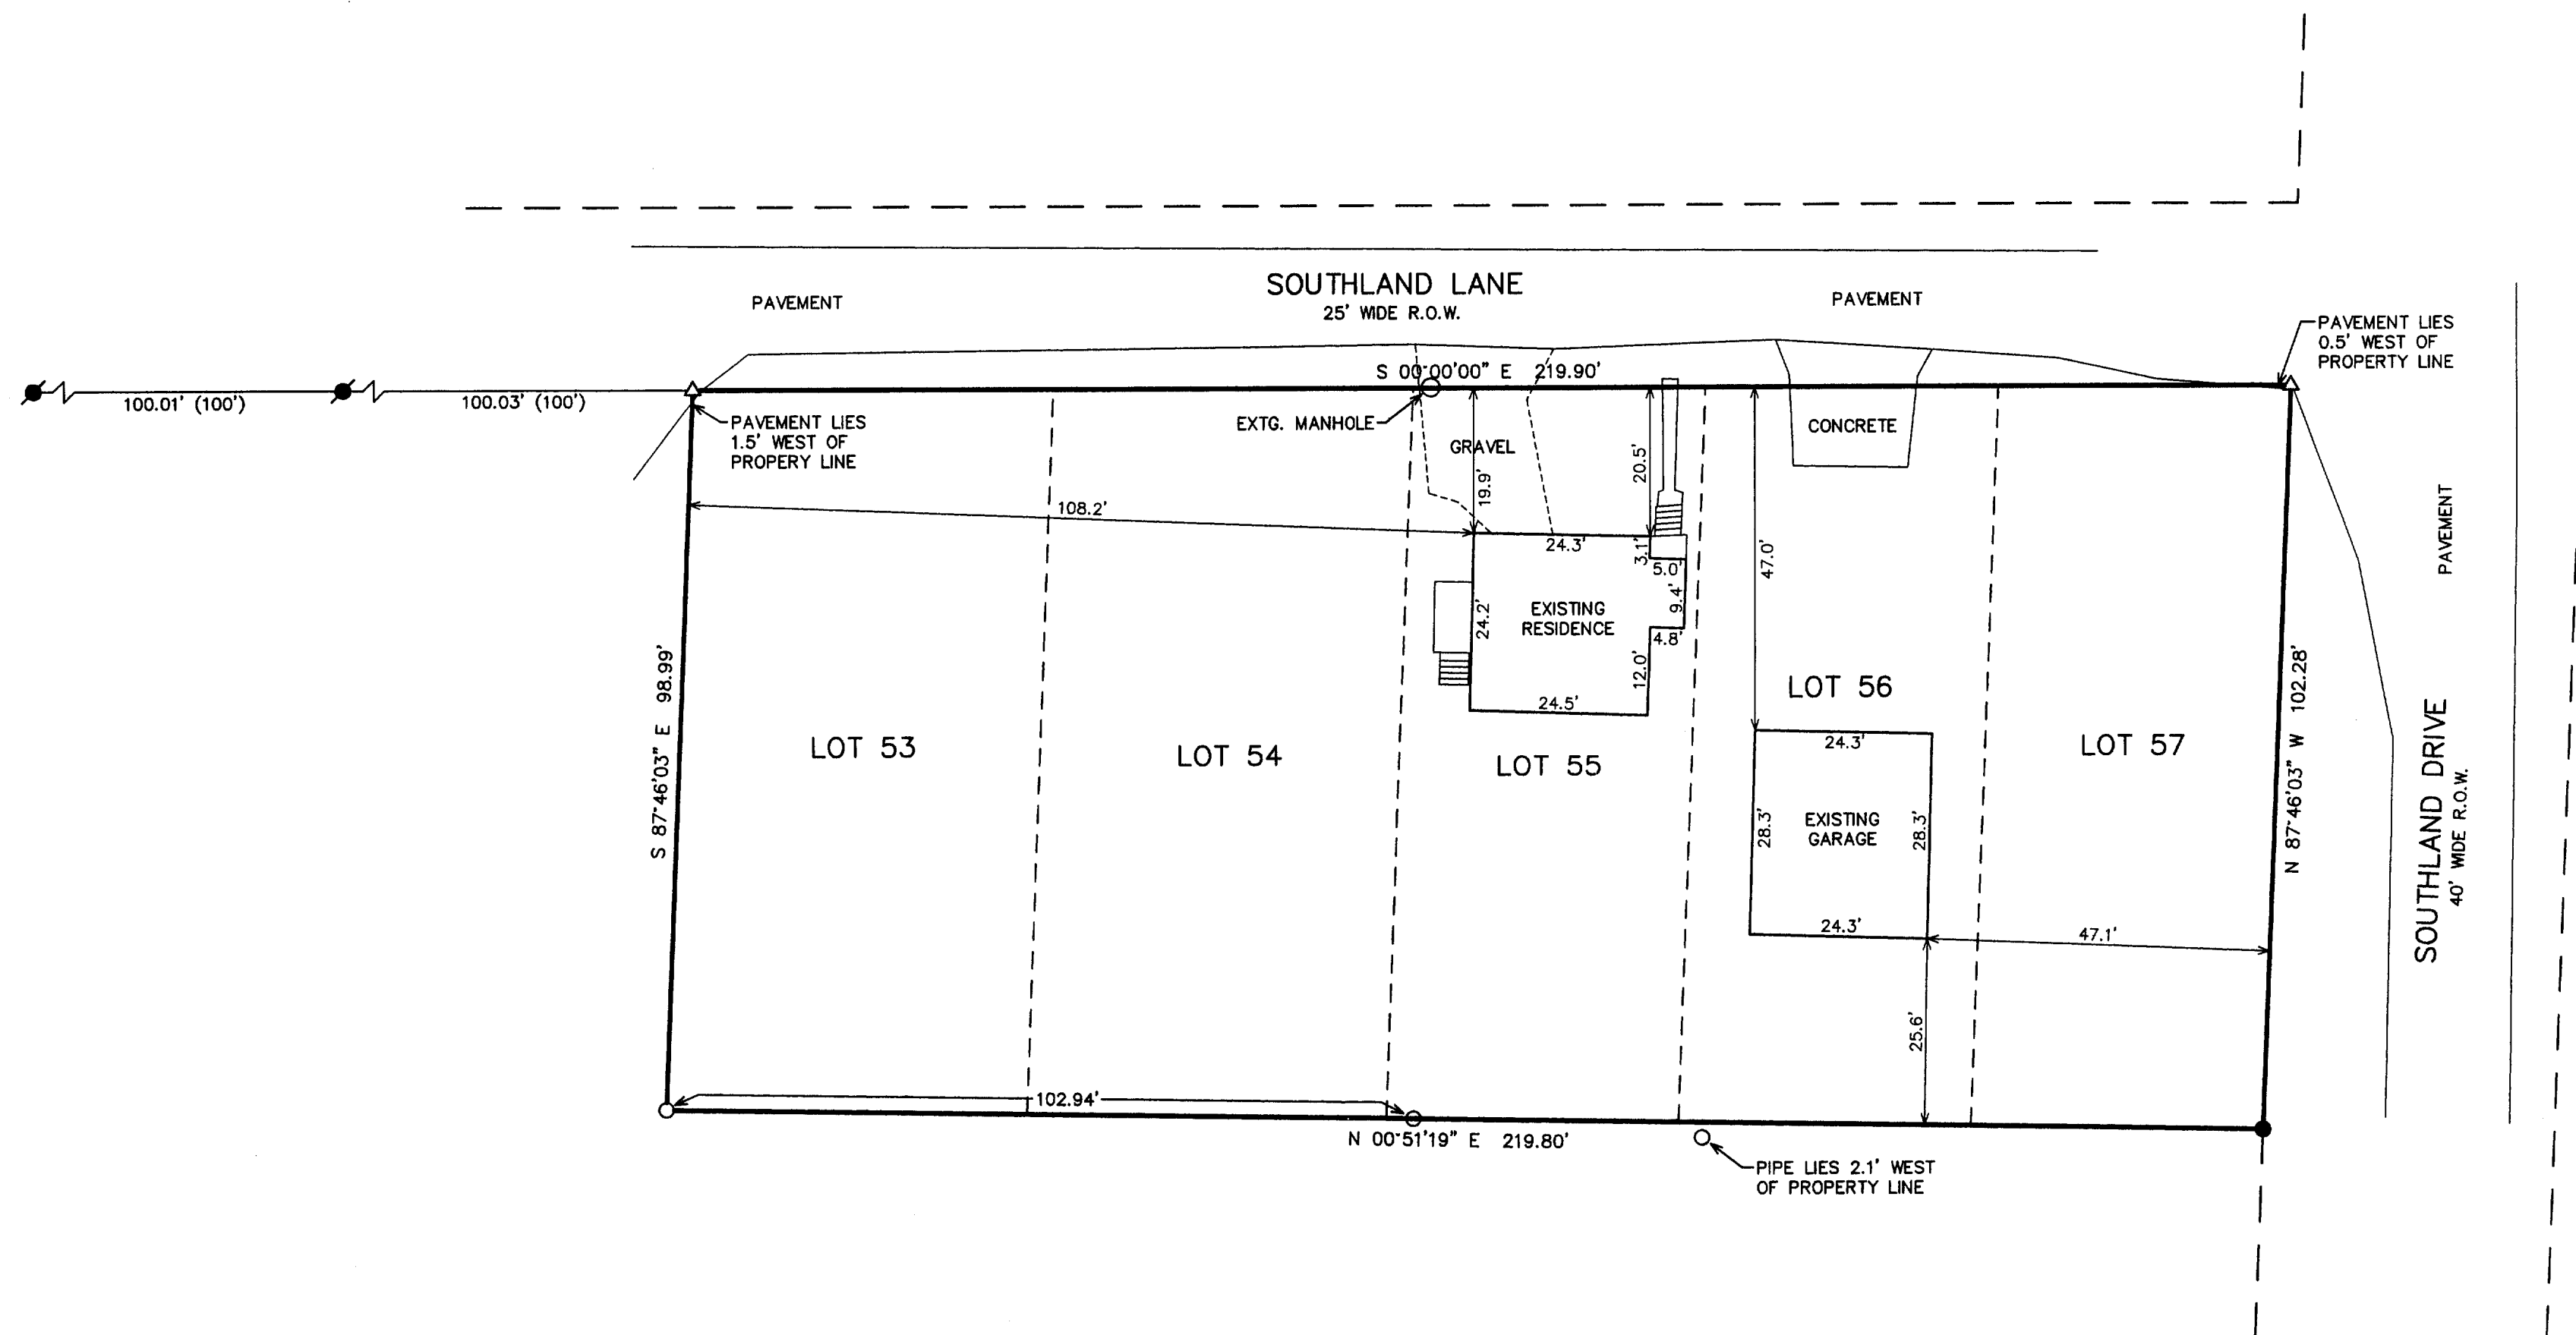 SOUTHLAND LANE
25' WIDE R.O.W.
PAVEMENT
PAVEMENT
PAVEMENT LIES
0.5' WEST OF
PROPERTY LINE
S 00°00'00" E 219.90'
100.01' (100')
100.03' (100')
PAVEMENT LIES
1.5' WEST OF
PROPERY LINE
EXTG. MANHOLE
GRAVEL
CONCRETE
19.9'
20.5'
108.2'
47.0'
24.3'
3.1'
5.0'
9.4'
4.8'
24.2'
12.0'
24.5'
EXISTING
RESIDENCE
PAVEMENT
S 87°46'03" E 98.99'
N 87°46'03" W 102.28'
SOUTHLAND DRIVE
40' WIDE R.O.W.
LOT 53
LOT 54
LOT 55
LOT 56
LOT 57
24.3'
28.3'
EXISTING
GARAGE
28.3'
24.3'
47.1'
25.6'
102.94'
N 00°51'19" E 219.80'
PIPE LIES 2.1' WEST
OF PROPERTY LINE